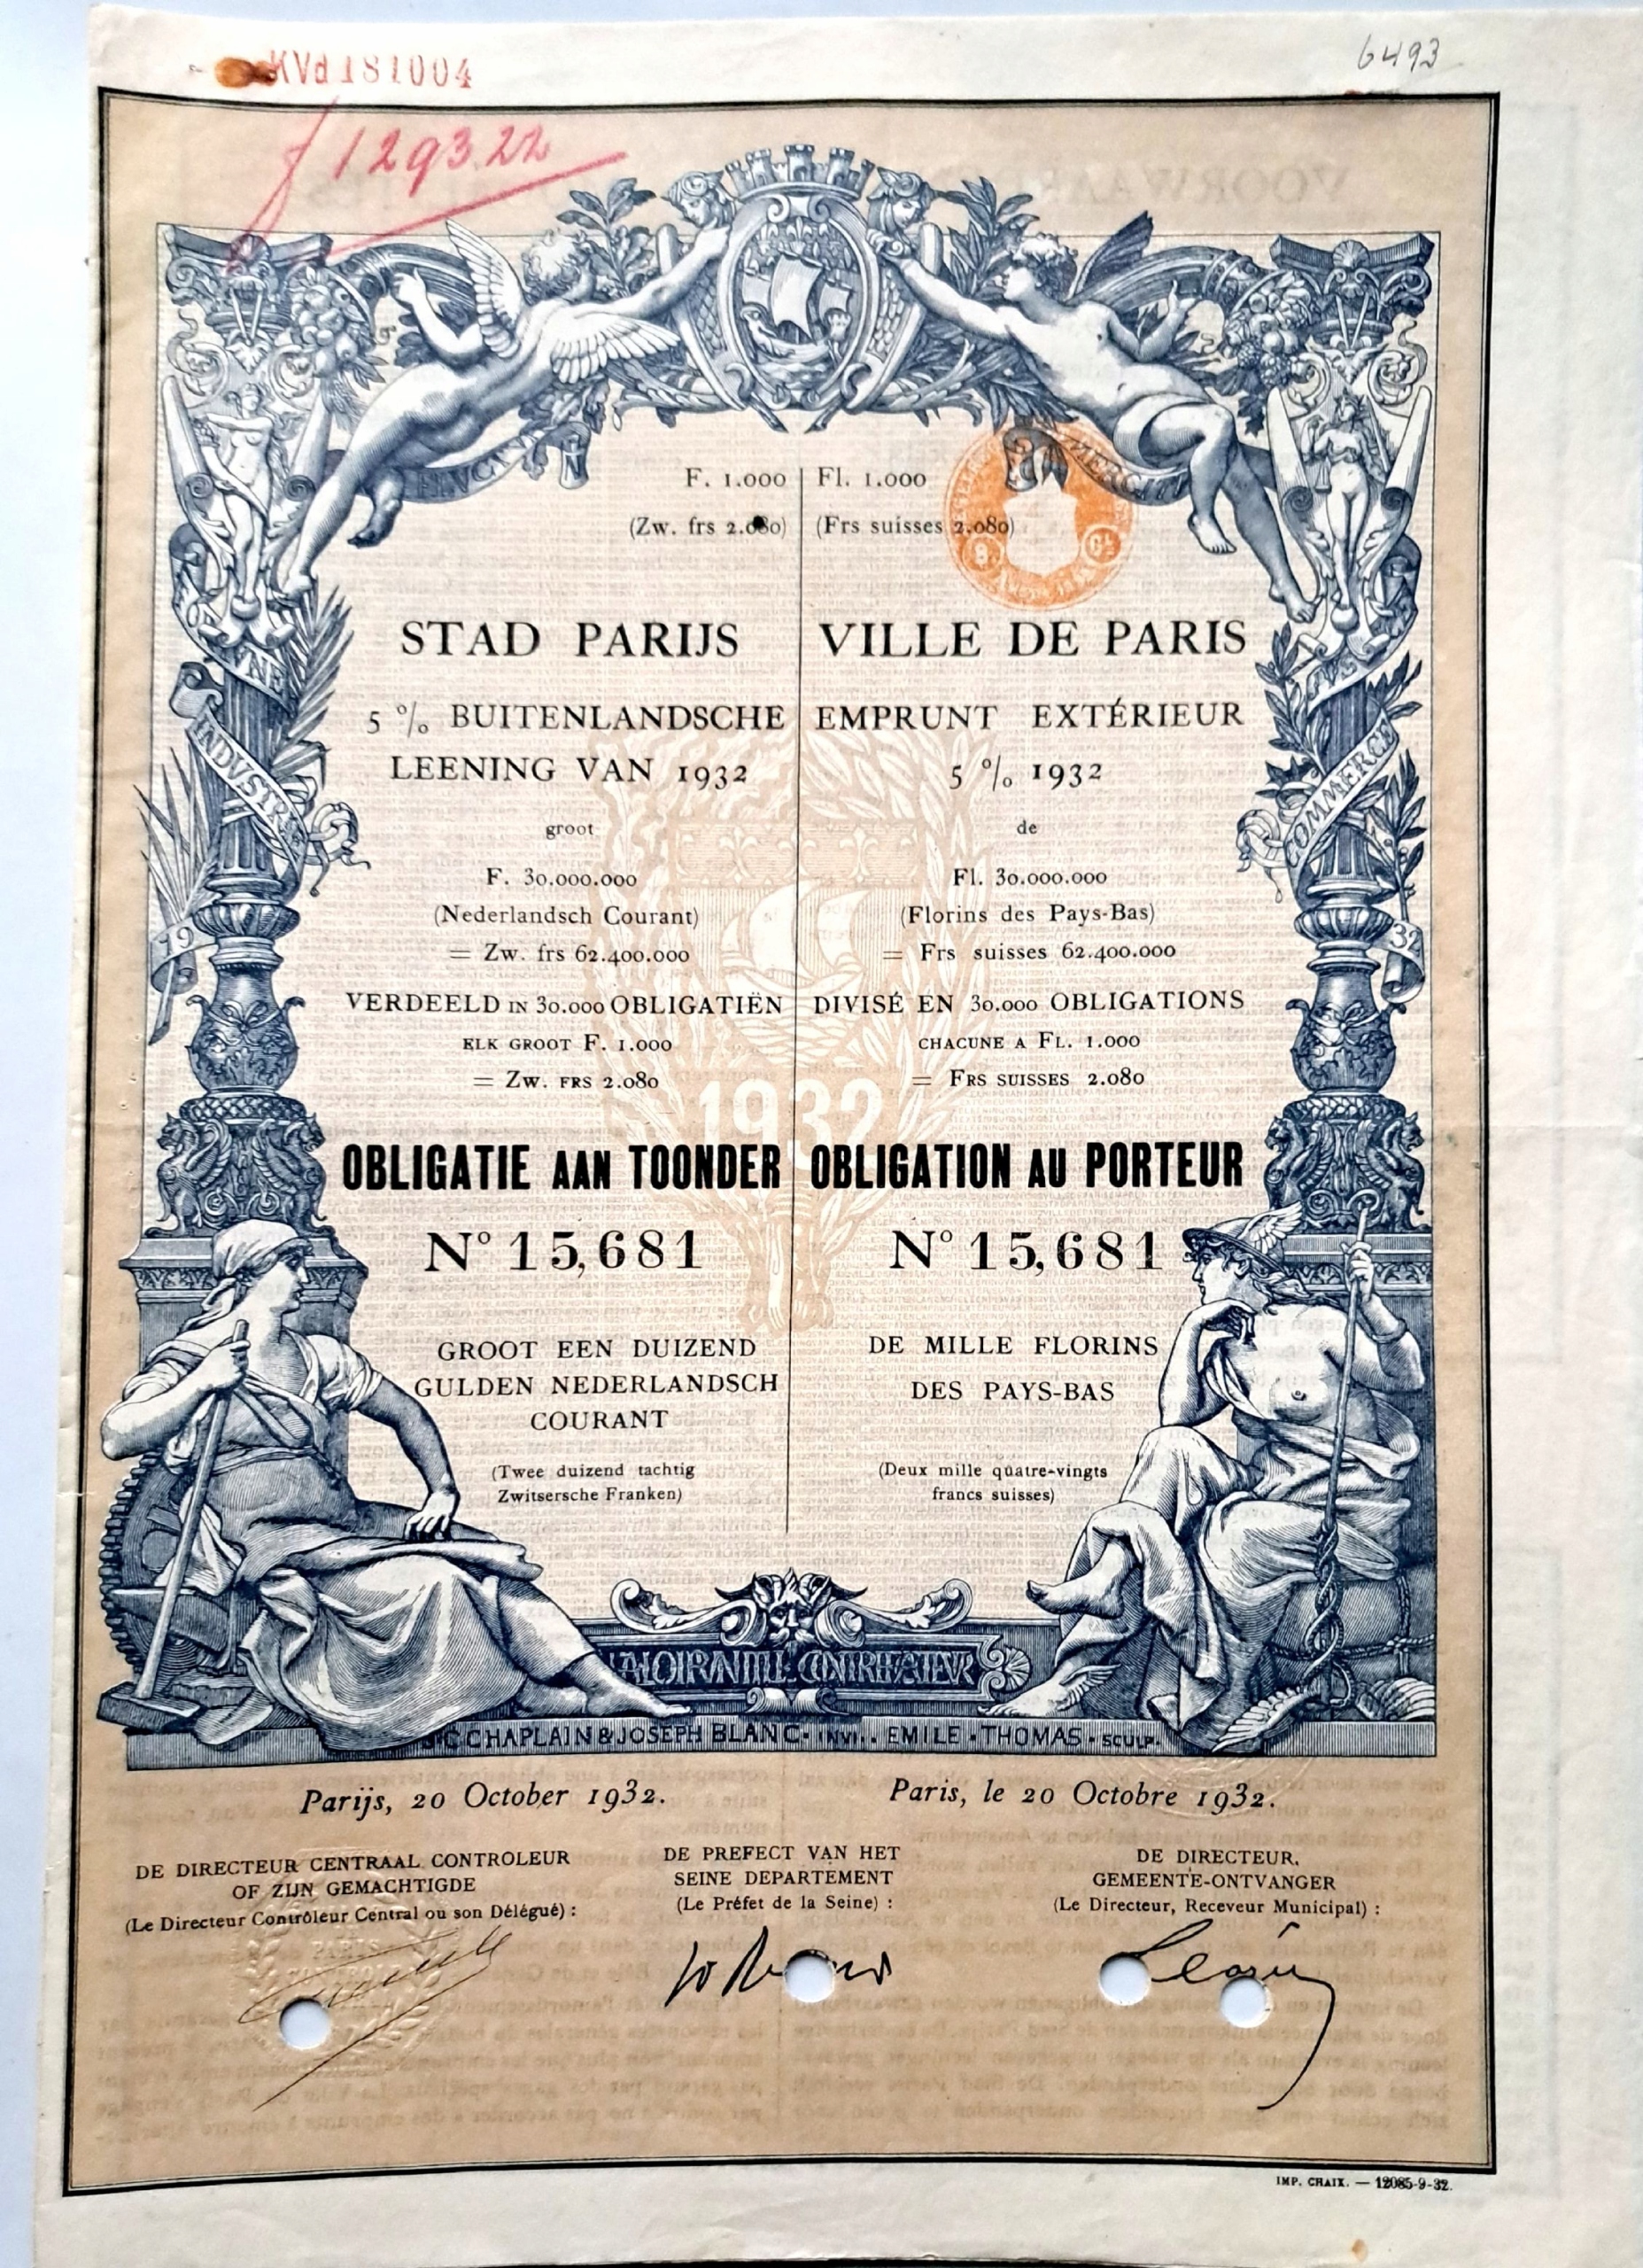 KVd 181004
6493
f 1293.22
F. 1.000
(Zw. frs 2.080)
Fl. 1.000
(Frs suisses 2.080)
STAD PARIJS
5 % BUITENLANDSCHE
LEENING VAN 1932
groot
F. 30.000.000
(Nederlandsch Courant)
= Zw. frs 62.400.000
VERDEELD IN 30.000 OBLIGATIËN
ELK GROOT F. 1.000
= ZW. FRS 2.080
OBLIGATIE AAN TOONDER
Nº 15,681
GROOT EEN DUIZEND
GULDEN NEDERLANDSCH
COURANT
(Twee duizend tachtig
Zwitsersche Franken)
VILLE DE PARIS
EMPRUNT EXTÉRIEUR
5 % 1932
de
Fl. 30.000.000
(Florins des Pays-Bas)
= Frs suisses 62.400.000
DIVISÉ EN 30.000 OBLIGATIONS
CHACUNE A FL. 1.000
= FRS SUISSES 2.080
OBLIGATION AU PORTEUR
Nº 15,681
DE MILLE FLORINS
DES PAYS-BAS
(Deux mille quatre-vingts
francs suisses)
1932
COMMERCE
19
32
C CHAPLAIN & JOSEPH BLANC · INV. . EMILE · THOMAS · SCULP.
Parijs, 20 October 1932.
Paris, le 20 Octobre 1932.
DE DIRECTEUR CENTRAAL CONTROLEUR
OF ZIJN GEMACHTIGDE
(Le Directeur Contrôleur Central ou son Délégué) :
DE PREFECT VAN HET
SEINE DEPARTEMENT
(Le Préfet de la Seine) :
DE DIRECTEUR,
GEMEENTE-ONTVANGER
(Le Directeur, Receveur Municipal) :
PARIS
IMP. CHAIX. —